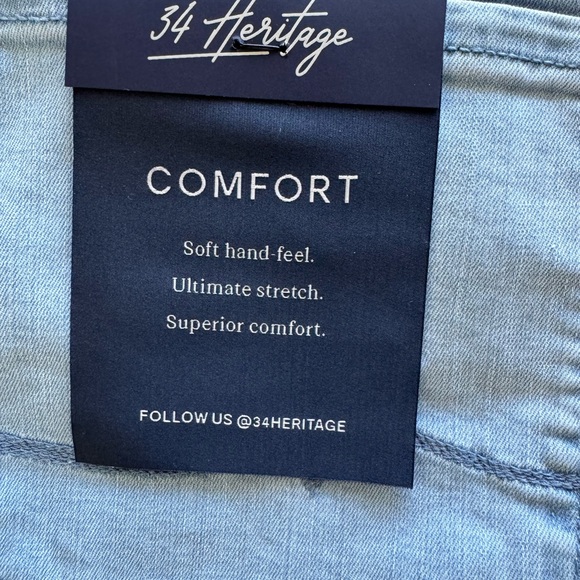 34 Heritage
COMFORT
Soft hand-feel.
Ultimate stretch.
Superior comfort.
FOLLOW US @34HERITAGE